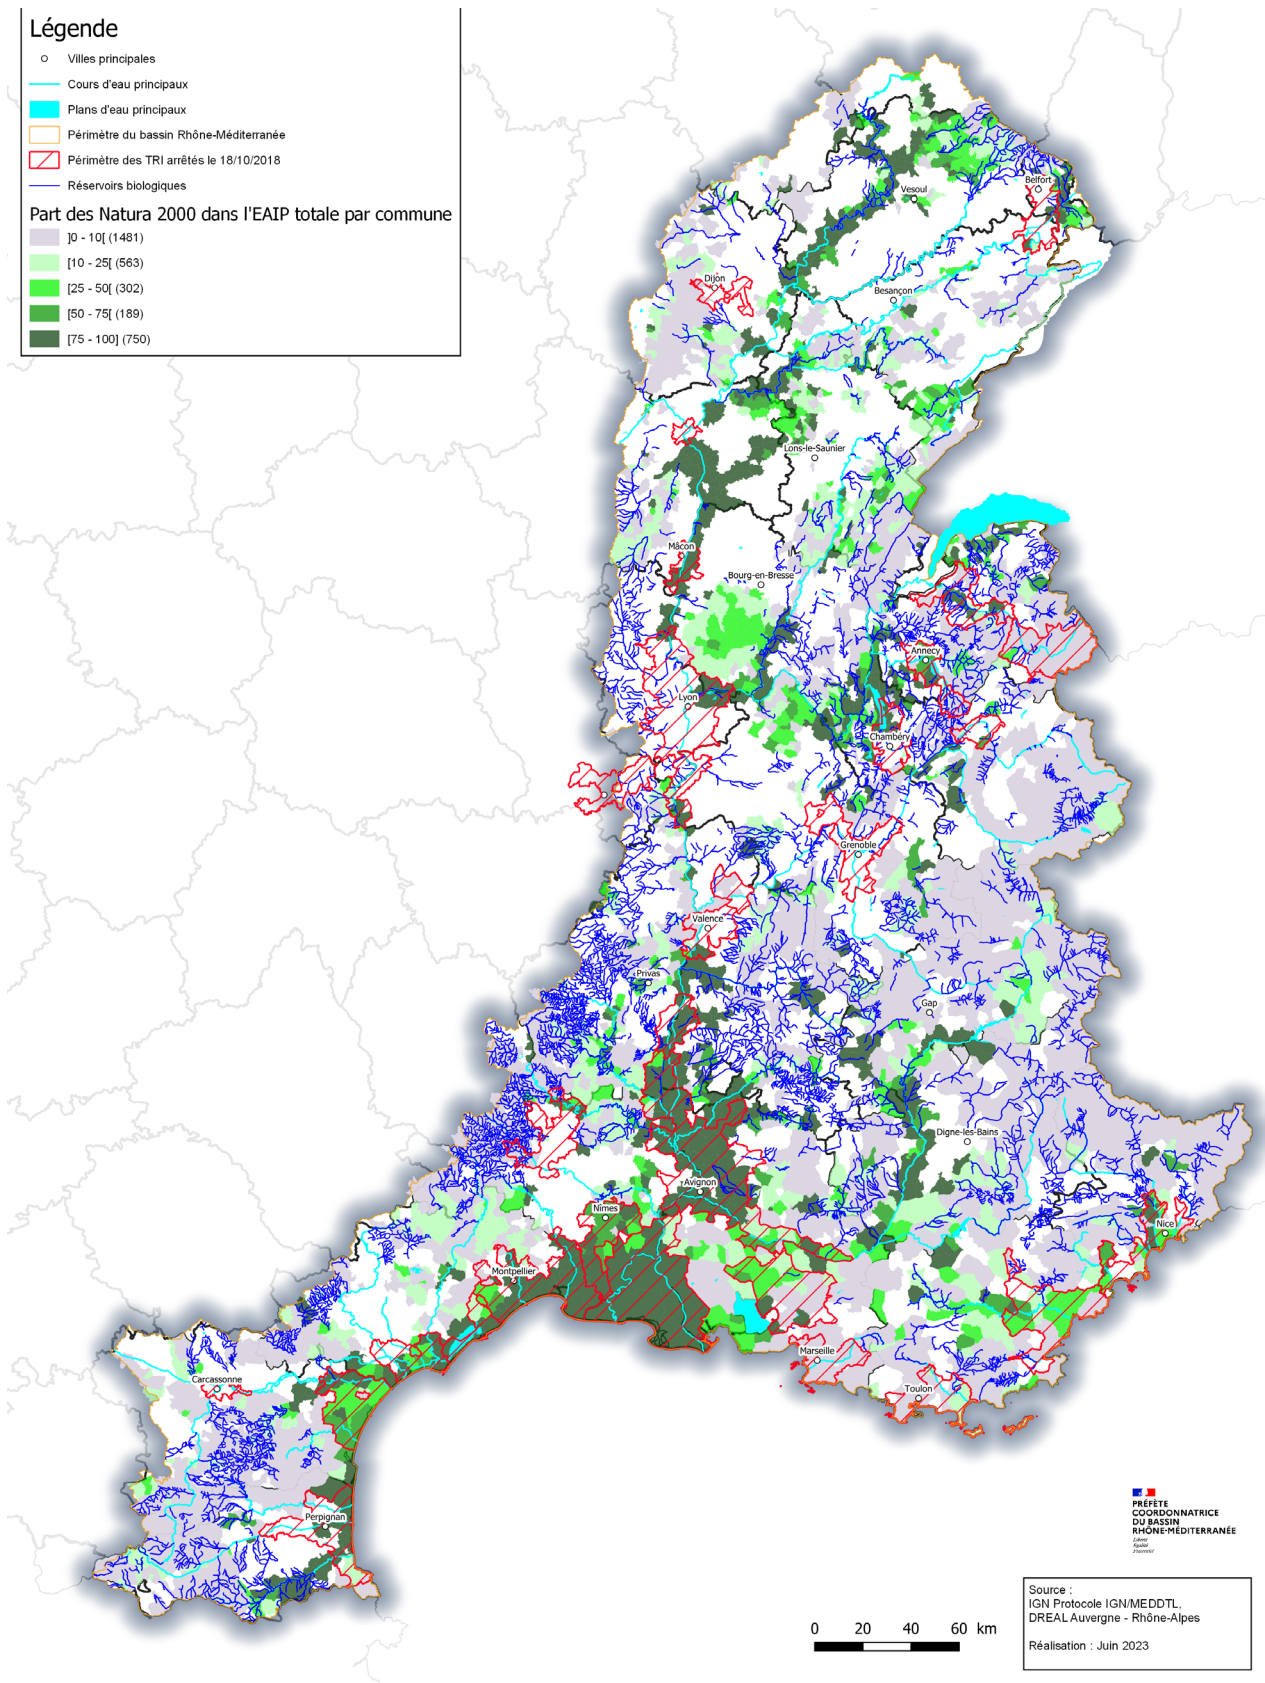 Légende
Villes principales
Cours d'eau principaux
Plans d'eau principaux
Périmètre du bassin Rhône-Méditerranée
Périmètre des TRI arrêtés le 18/10/2018
Réservoirs biologiques
Part des Natura 2000 dans l'EAIP totale par commune
]0 - 10[ (1481)
[10 - 25[ (563)
[25 - 50[ (302)
[50 - 75[ (189)
[75 - 100] (750)
Belfort
Vesoul
Dijon
Besançon
Lons-le-Saunier
Mâcon
Bourg-en-Bresse
Annecy
Lyon
Chambéry
Grenoble
Valence
Privas
Gap
Digne-les-Bains
Avignon
Nîmes
Nice
Montpellier
Marseille
Carcassonne
Toulon
Perpignan
PRÉFÈTE
COORDONNATRICE
DU BASSIN
RHÔNE-MÉDITERRANÉE
Liberté
Égalité
Fraternité
Source :
IGN Protocole IGN/MEDDTL,
DREAL Auvergne - Rhône-Alpes
Réalisation : Juin 2023
0 20 40 60 km